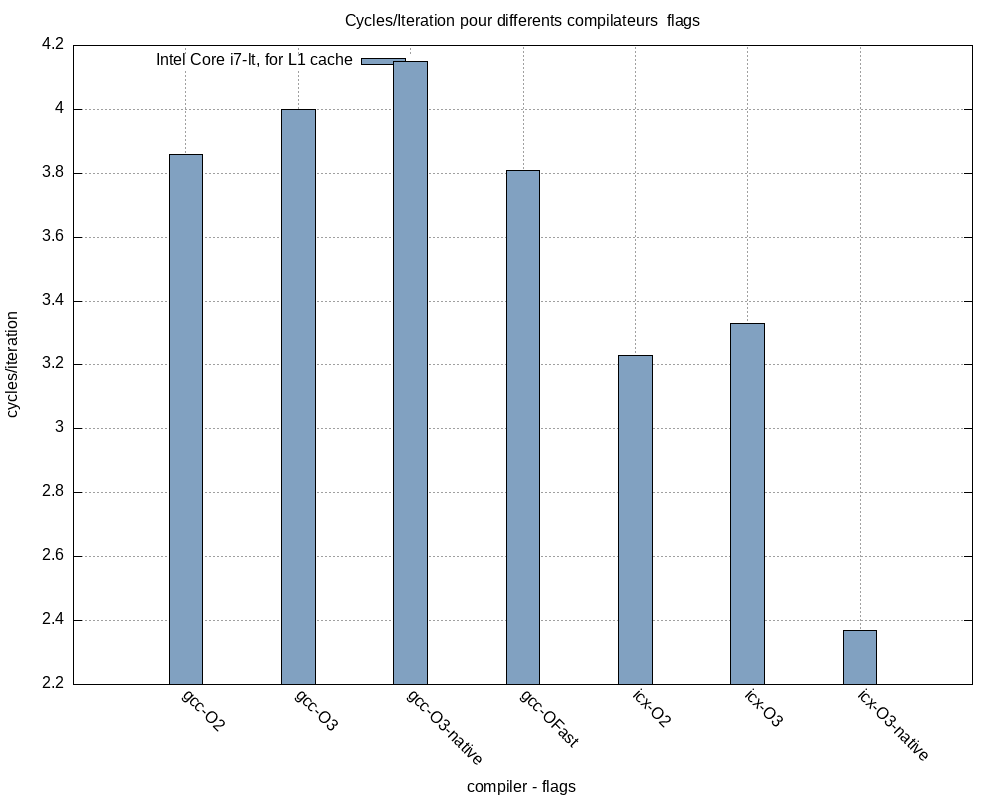 Cycles/Iteration pour differents compilateurs  flags
4.2
4
3.8
3.6
3.4
3.2
3
2.8
2.6
2.4
2.2
cycles/iteration
Intel Core i7-lt, for L1 cache
gcc-O2
gcc-O3
gcc-O3-native
gcc-OFast
icx-O2
icx-O3
icx-O3-native
compiler - flags